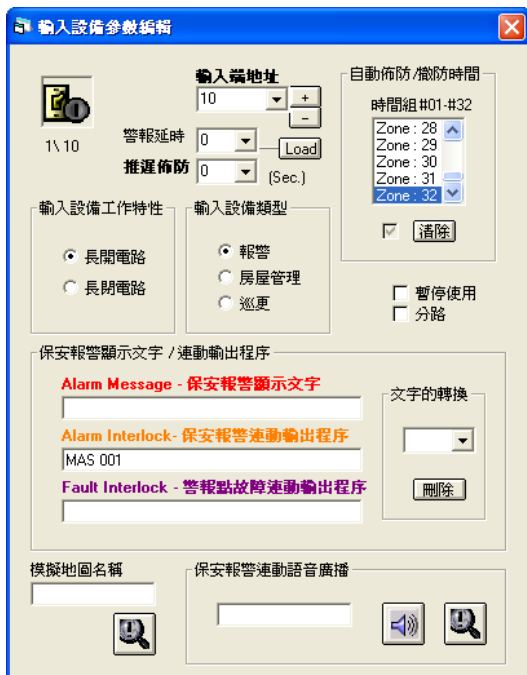 輸入設備參數編輯
輸入端地址
10
+
−
1\ 10
警報延時
0
Load
推遲佈防
0
(Sec.)
自動佈防 /撤防時間
時間組#01-#32
Zone : 28
Zone : 29
Zone : 30
Zone : 31
Zone : 32
清除
輸入設備工作特性
長開電路
長閉電路
輸入設備類型
報警
房屋管理
巡更
暫停使用
分路
保安報警顯示文字 / 連動輸出程序
Alarm Message - 保安報警顯示文字
Alarm Interlock- 保安報警連動輸出程序
MAS 001
Fault Interlock - 警報點故障連動輸出程序
文字的轉換
刪除
模擬地圖名稱
保安報警連動語音廣播